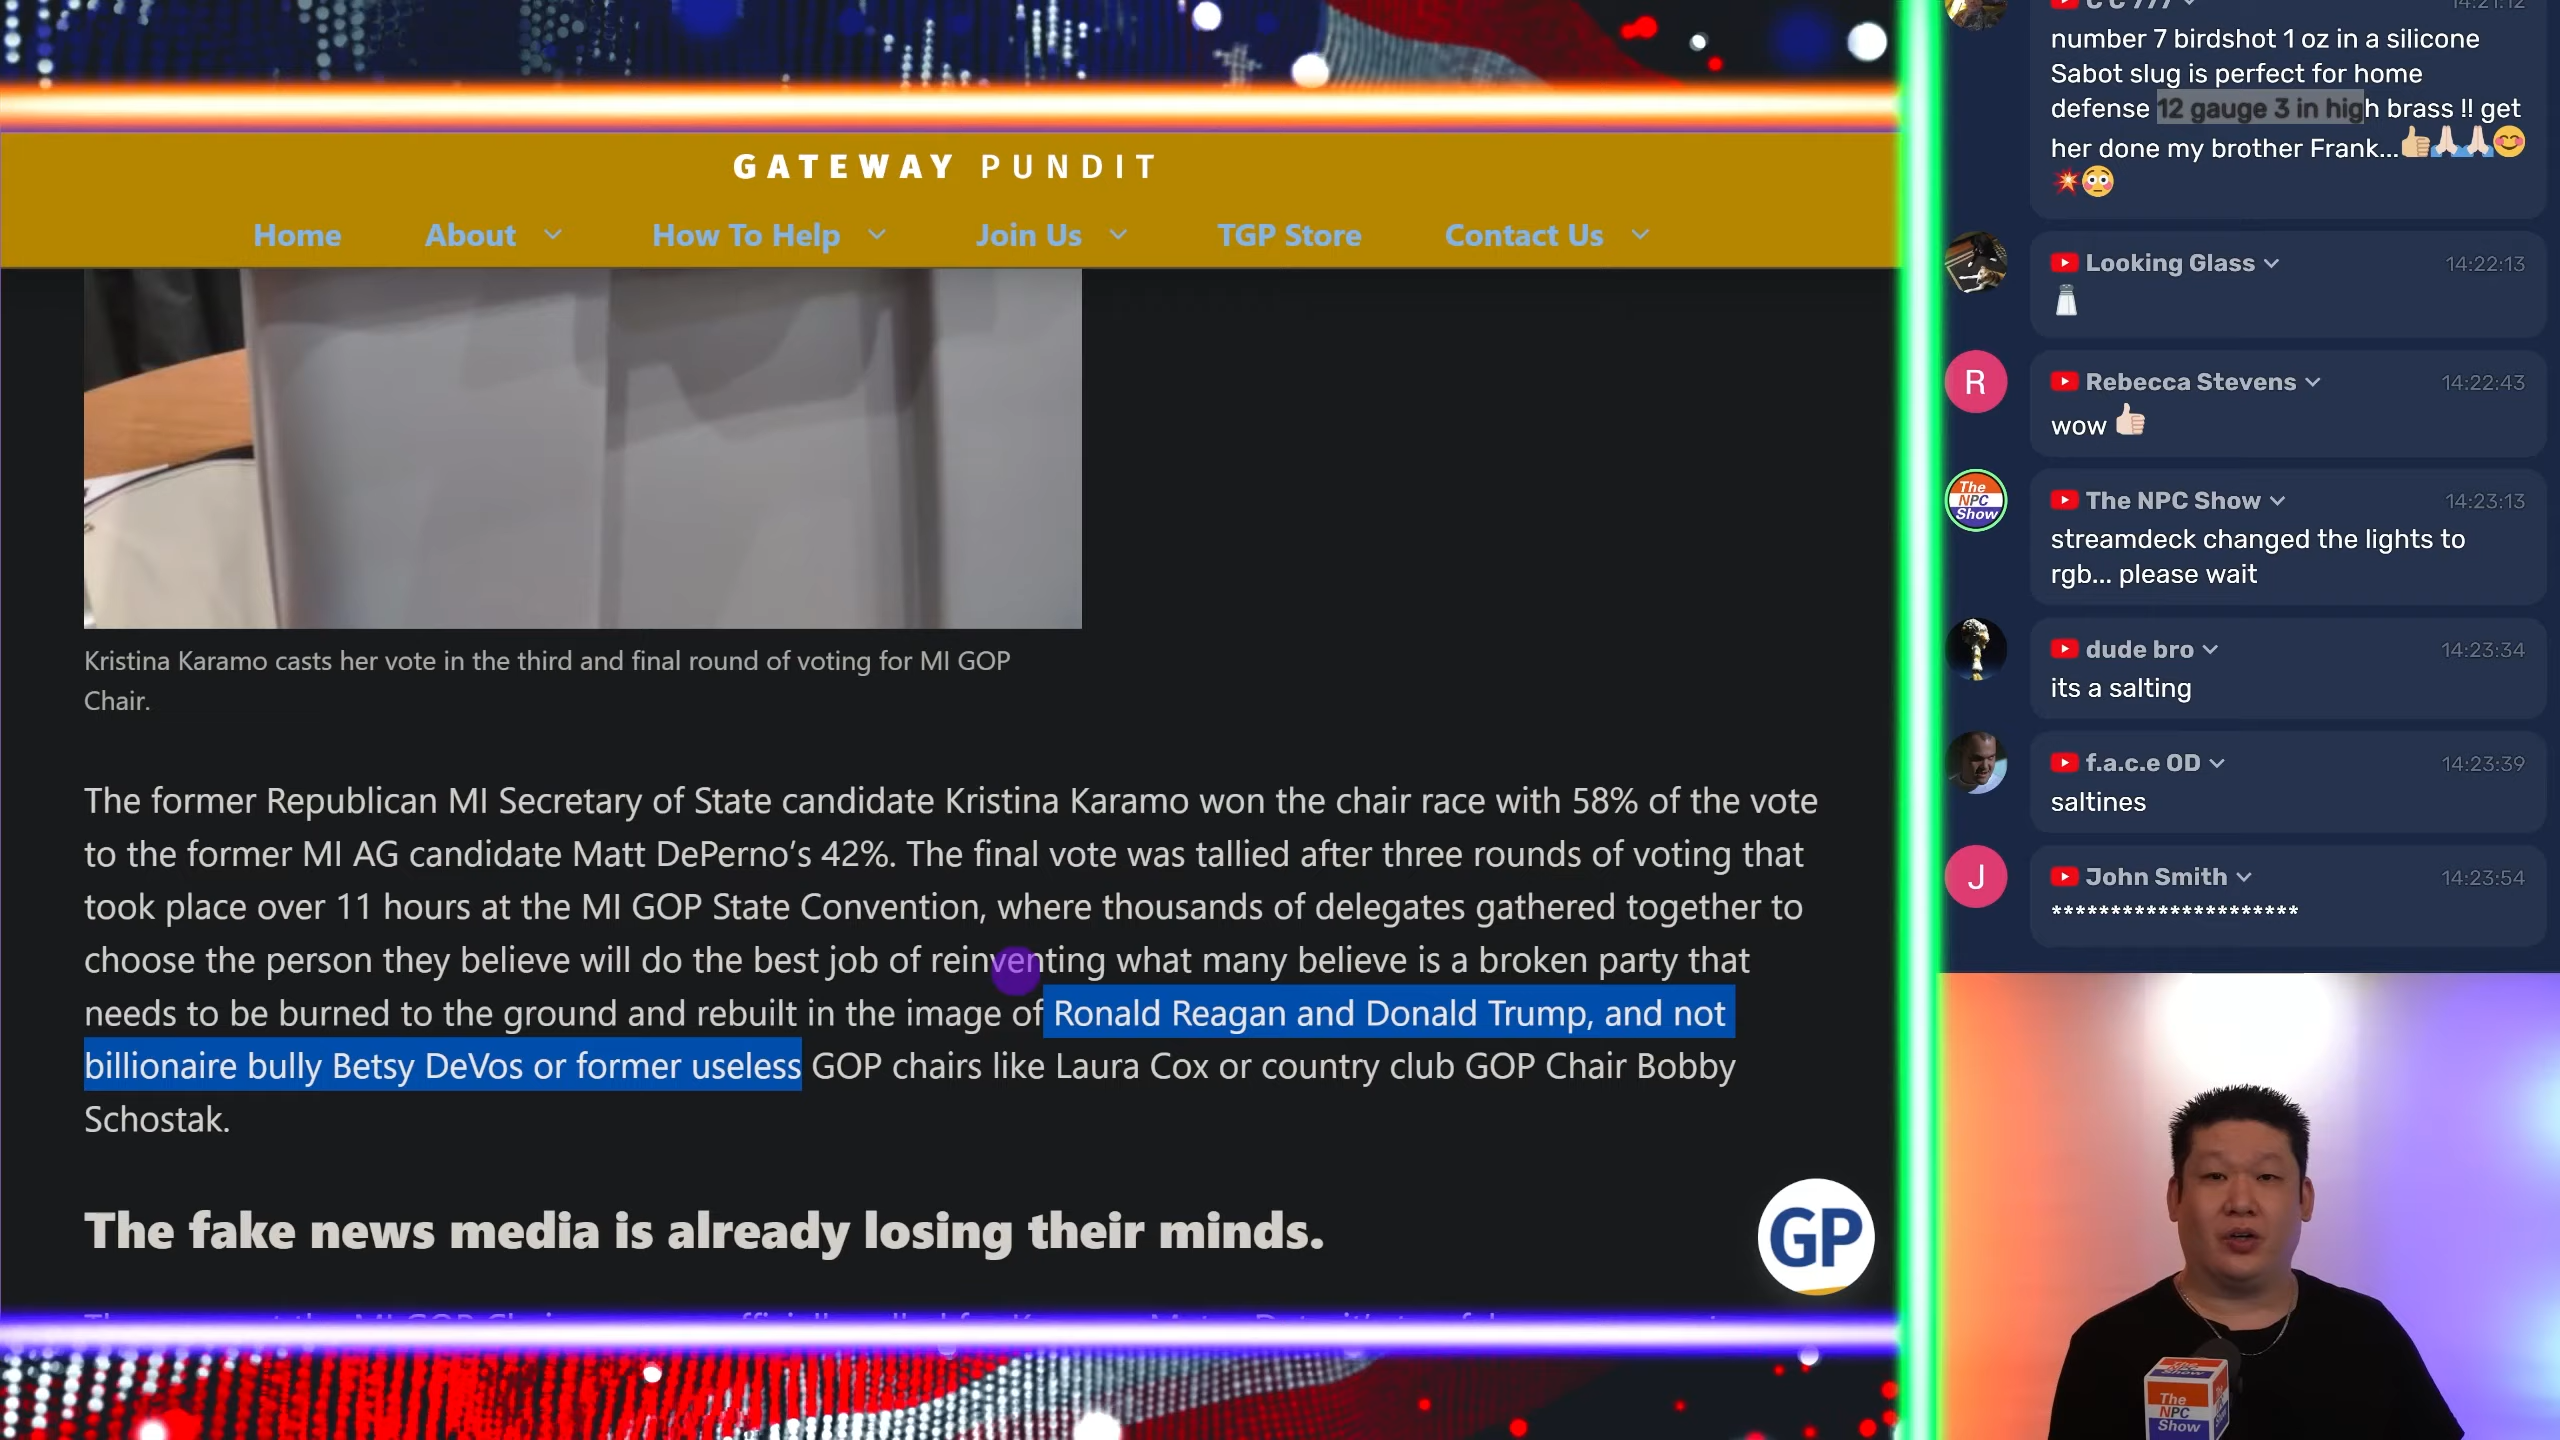 GATEWAY PUNDIT
Home
About
How To Help
Join Us
TGP Store
Contact Us
Kristina Karamo casts her vote in the third and final round of voting for MI GOP
Chair.
The former Republican MI Secretary of State candidate Kristina Karamo won the chair race with 58% of the vote
to the former MI AG candidate Matt DePerno’s 42%. The final vote was tallied after three rounds of voting that
took place over 11 hours at the MI GOP State Convention, where thousands of delegates gathered together to
choose the person they believe will do the best job of reinventing what many believe is a broken party that
needs to be burned to the ground and rebuilt in the image of Ronald Reagan and Donald Trump, and not
billionaire bully Betsy DeVos or former useless GOP chairs like Laura Cox or country club GOP Chair Bobby
Schostak.
The fake news media is already losing their minds.
GP
C C 777 14:21:12
number 7 birdshot 1 oz in a silicone
Sabot slug is perfect for home
defense 12 gauge 3 in high brass !! get
her done my brother Frank...👍🏻🙏🏻🙏🏻😊
💥😳
Looking Glass 14:22:13
🧂
R
Rebecca Stevens 14:22:43
wow 👍🏻
The NPC Show
The NPC Show 14:23:13
streamdeck changed the lights to
rgb... please wait
dude bro 14:23:34
its a salting
f.a.c.e OD 14:23:39
saltines
J
John Smith 14:23:54
*********************
The
NPC
Show